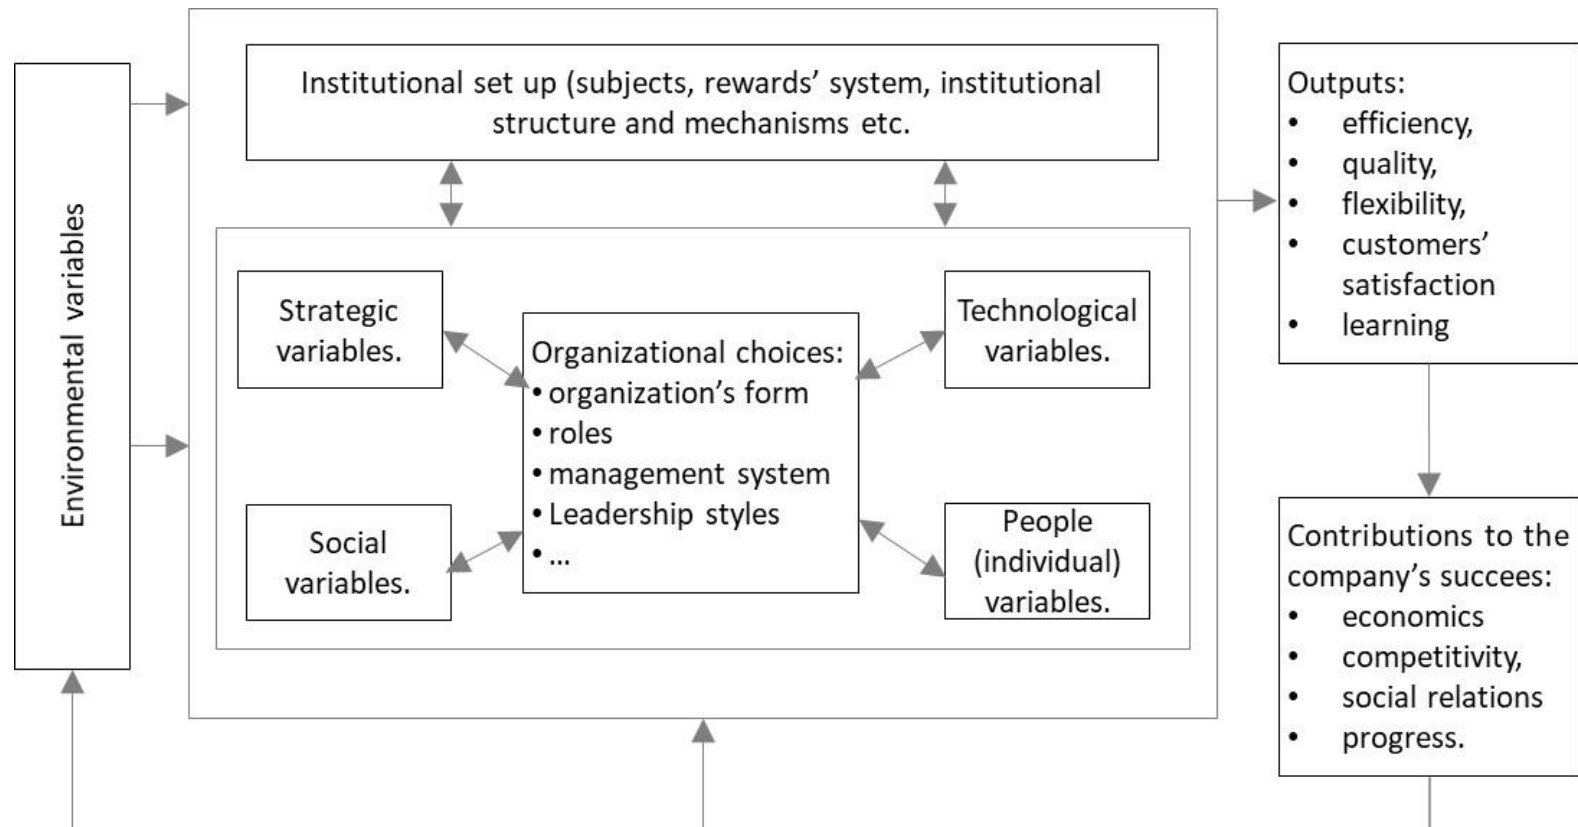 Environmental variables
Institutional set up (subjects, rewards’ system, institutional
structure and mechanisms etc.
Strategic
variables.
Technological
variables.
Organizational choices:
• organization’s form
• roles
• management system
• Leadership styles
• ...
Social
variables.
People
(individual)
variables.
Outputs:
• efficiency,
• quality,
• flexibility,
• customers’
satisfaction
• learning
Contributions to the
company’s succees:
• economics
• competitivity,
• social relations
• progress.